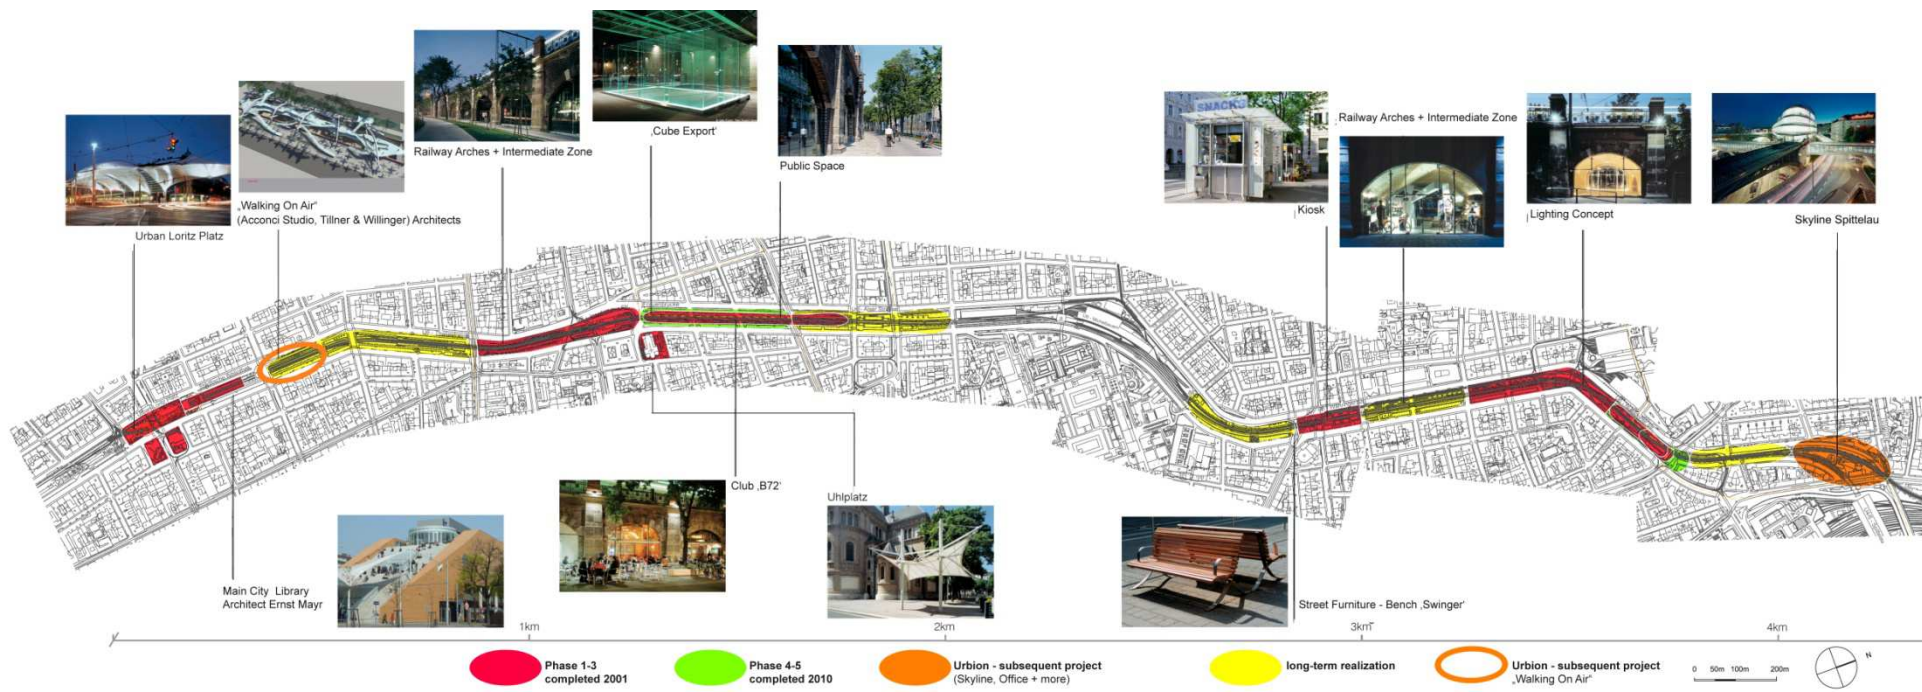 ‚Cube Export'
Railway Arches + Intermediate Zone
Public Space
„Walking On Air"
(Acconci Studio, Tillner & Willinger) Architects
Urban Loritz Platz
SNACKS
Kiosk
Railway Arches + Intermediate Zone
Lighting Concept
Skyline Spittelau
Club ‚B72'
Uhlplatz
Main City Library
Architect Ernst Mayr
Street Furniture - Bench ‚Swinger'
1km
2km
3km
4km
Phase 1-3
completed 2001
Phase 4-5
completed 2010
Urbion - subsequent project
(Skyline, Office + more)
long-term realization
Urbion - subsequent project
„Walking On Air"
0 50m 100m 200m
N